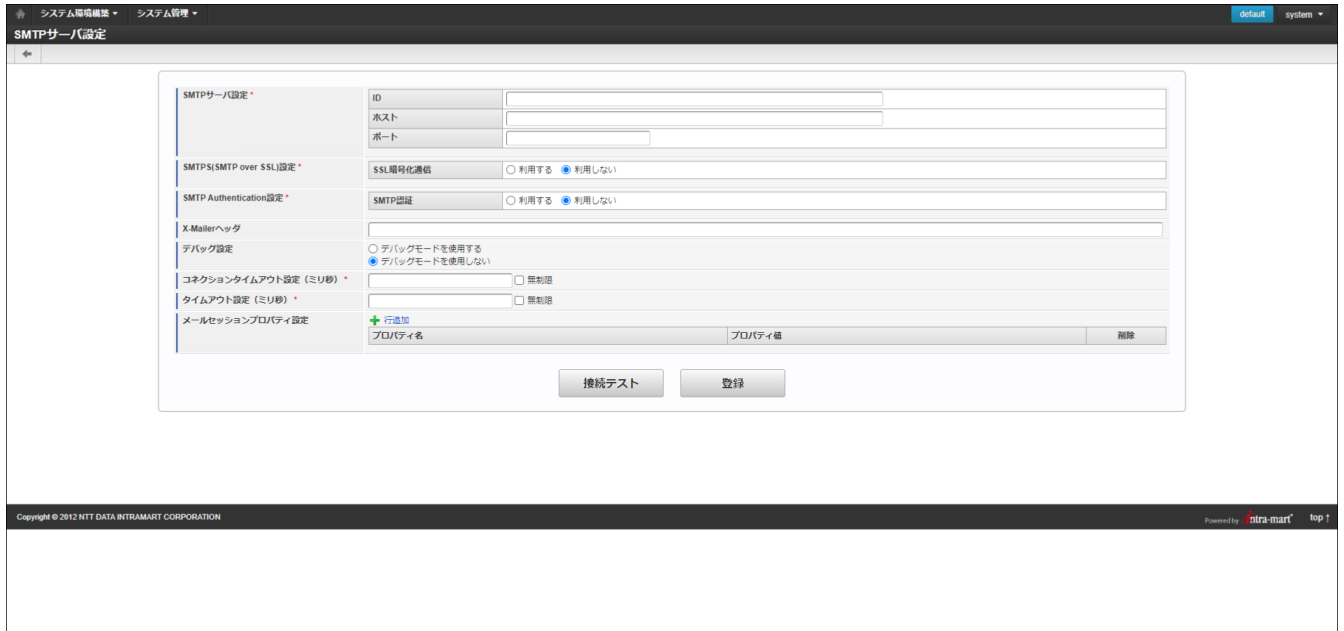 システム環境構築 システム管理 default system
SMTPサーバ設定
SMTPサーバ設定 * ID
ホスト
ポート
SMTPS(SMTP over SSL)設定 * SSL暗号化通信 利用する 利用しない
SMTP Authentication設定 * SMTP認証 利用する 利用しない
X-Mailerヘッダ
デバッグ設定 デバッグモードを使用する
デバッグモードを使用しない
コネクションタイムアウト設定（ミリ秒） * 無制限
タイムアウト設定（ミリ秒） * 無制限
メールセッションプロパティ設定 行追加
プロパティ名 プロパティ値 削除
接続テスト 登録
Copyright © 2012 NTT DATA INTRAMART CORPORATION Powered by intra-mart top ↑